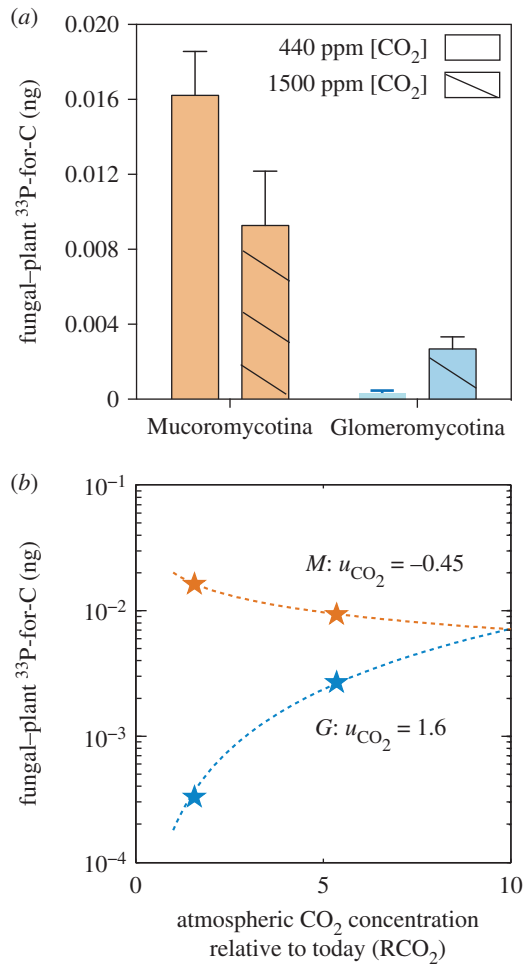 (a)
0.020
0.016
0.012
0.008
0.004
0
fungal–plant ³³P-for-C (ng)
440 ppm [CO₂]
1500 ppm [CO₂]
Mucoromycotina
Glomeromycotina
(b)
10⁻¹
10⁻²
10⁻³
10⁻⁴
fungal–plant ³³P-for-C (ng)
M: u_CO₂ = –0.45
G: u_CO₂ = 1.6
0
5
10
atmospheric CO₂ concentration
relative to today (RCO₂)